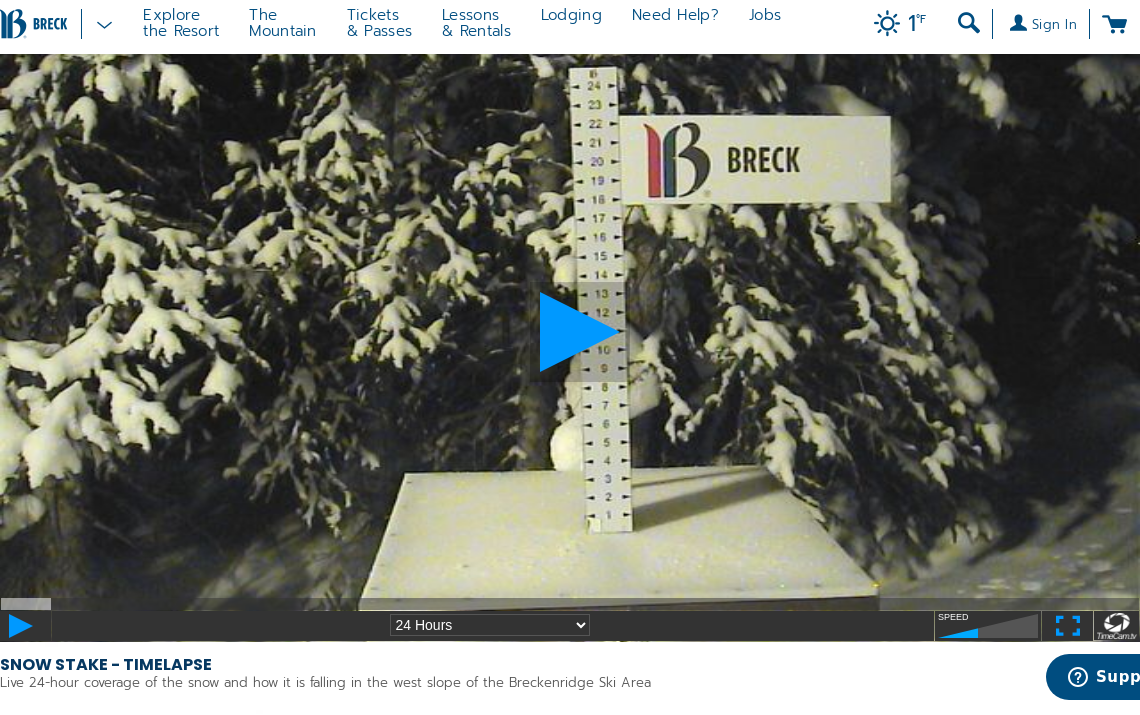 BRECK
Explore
the Resort
The
Mountain
Tickets
& Passes
Lessons
& Rentals
Lodging
Need Help?
Jobs
1°F
Sign In
24
23
22
21
20
19
18
17
16
15
14
13
12
10
9
8
7
6
5
4
3
2
1
B BRECK
24 Hours
SPEED
TimeCam.tv
SNOW STAKE - TIMELAPSE
Live 24-hour coverage of the snow and how it is falling in the west slope of the Breckenridge Ski Area
Supp